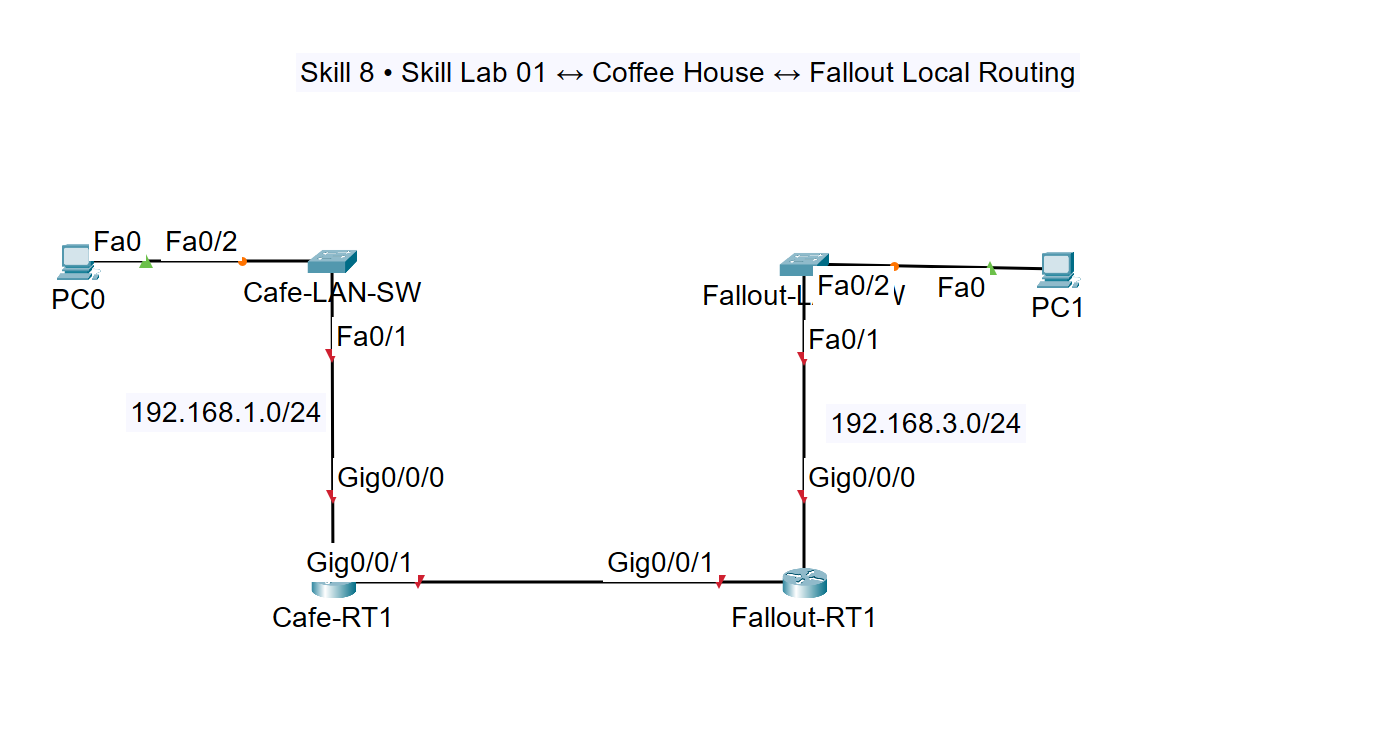 Skill 8 • Skill Lab 01 ↔ Coffee House ↔ Fallout Local Routing
Fa0
Fa0/2
PC0
Cafe-LAN-SW
Fa0/1
192.168.1.0/24
Gig0/0/0
Gig0/0/1
Cafe-RT1
Gig0/0/1
Fallout-RT1
Gig0/0/0
192.168.3.0/24
Fa0/1
Fa0/2
Fa0
PC1